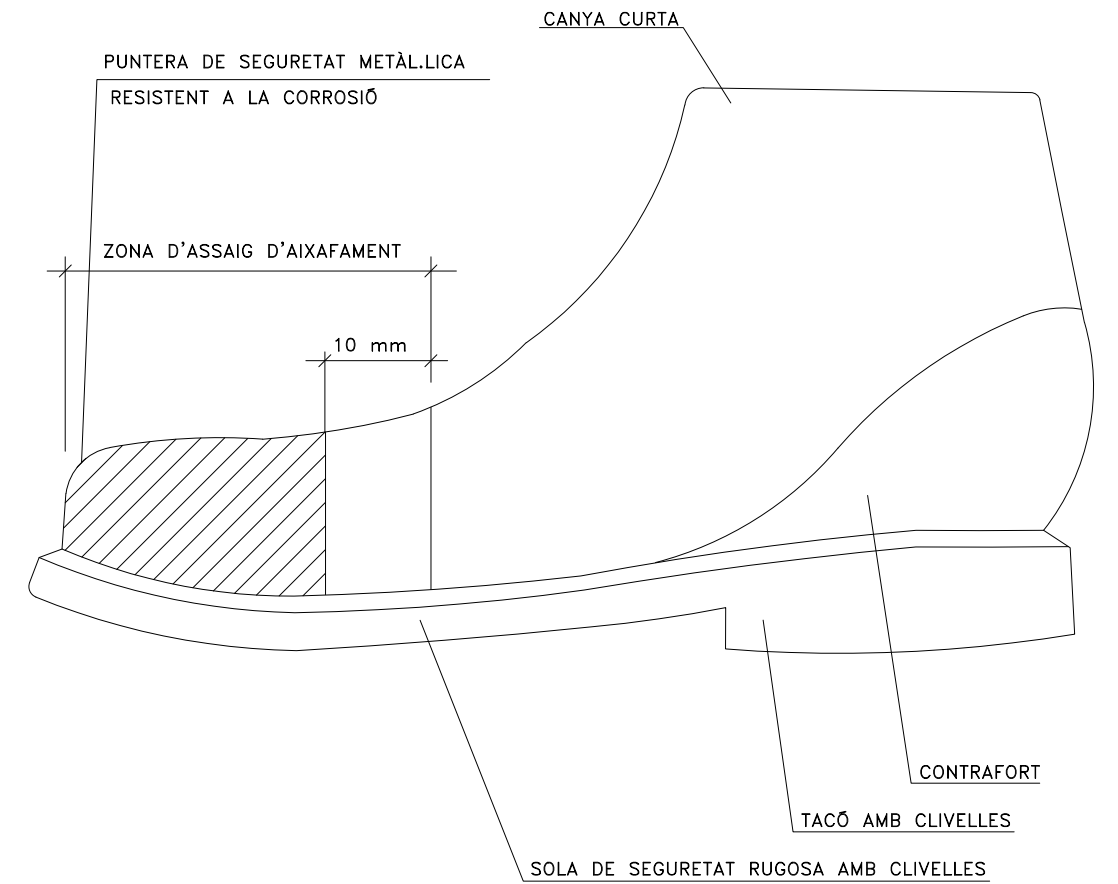 CANYA CURTA
PUNTERA DE SEGURETAT METÀL.LICA
RESISTENT A LA CORROSIÓ
ZONA D'ASSAIG D'AIXAFAMENT
10 mm
CONTRAFORT
TACÓ AMB CLIVELLES
SOLA DE SEGURETAT RUGOSA AMB CLIVELLES